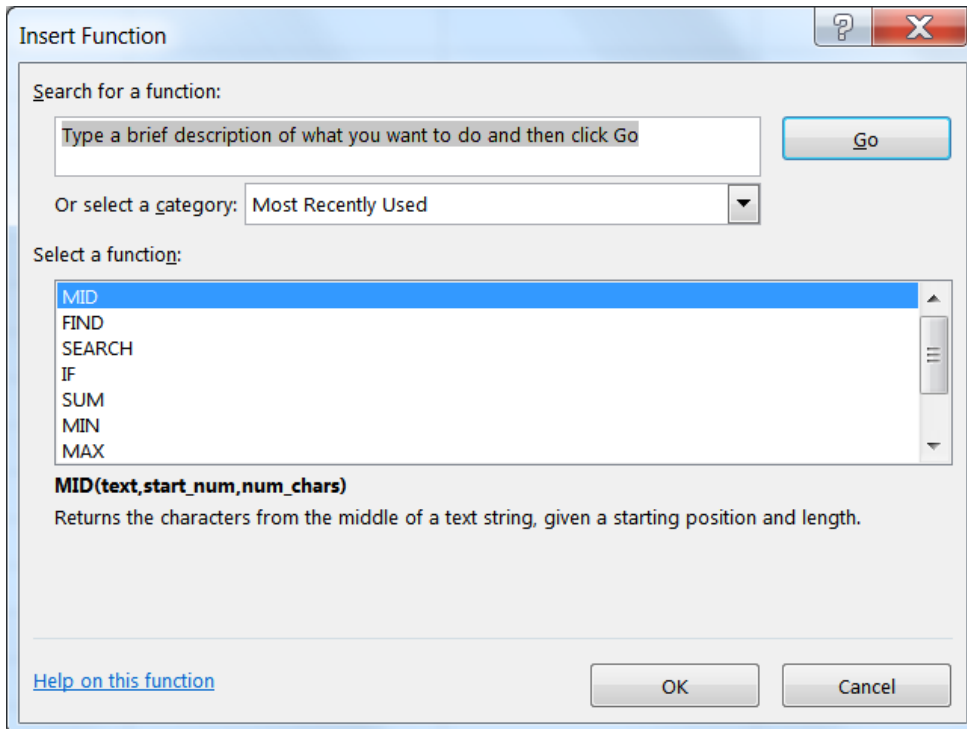 Insert Function
Search for a function:
Type a brief description of what you want to do and then click Go
Go
Or select a category: Most Recently Used
Select a function:
MID
FIND
SEARCH
IF
SUM
MIN
MAX
MID(text,start_num,num_chars)
Returns the characters from the middle of a text string, given a starting position and length.
Help on this function
OK
Cancel